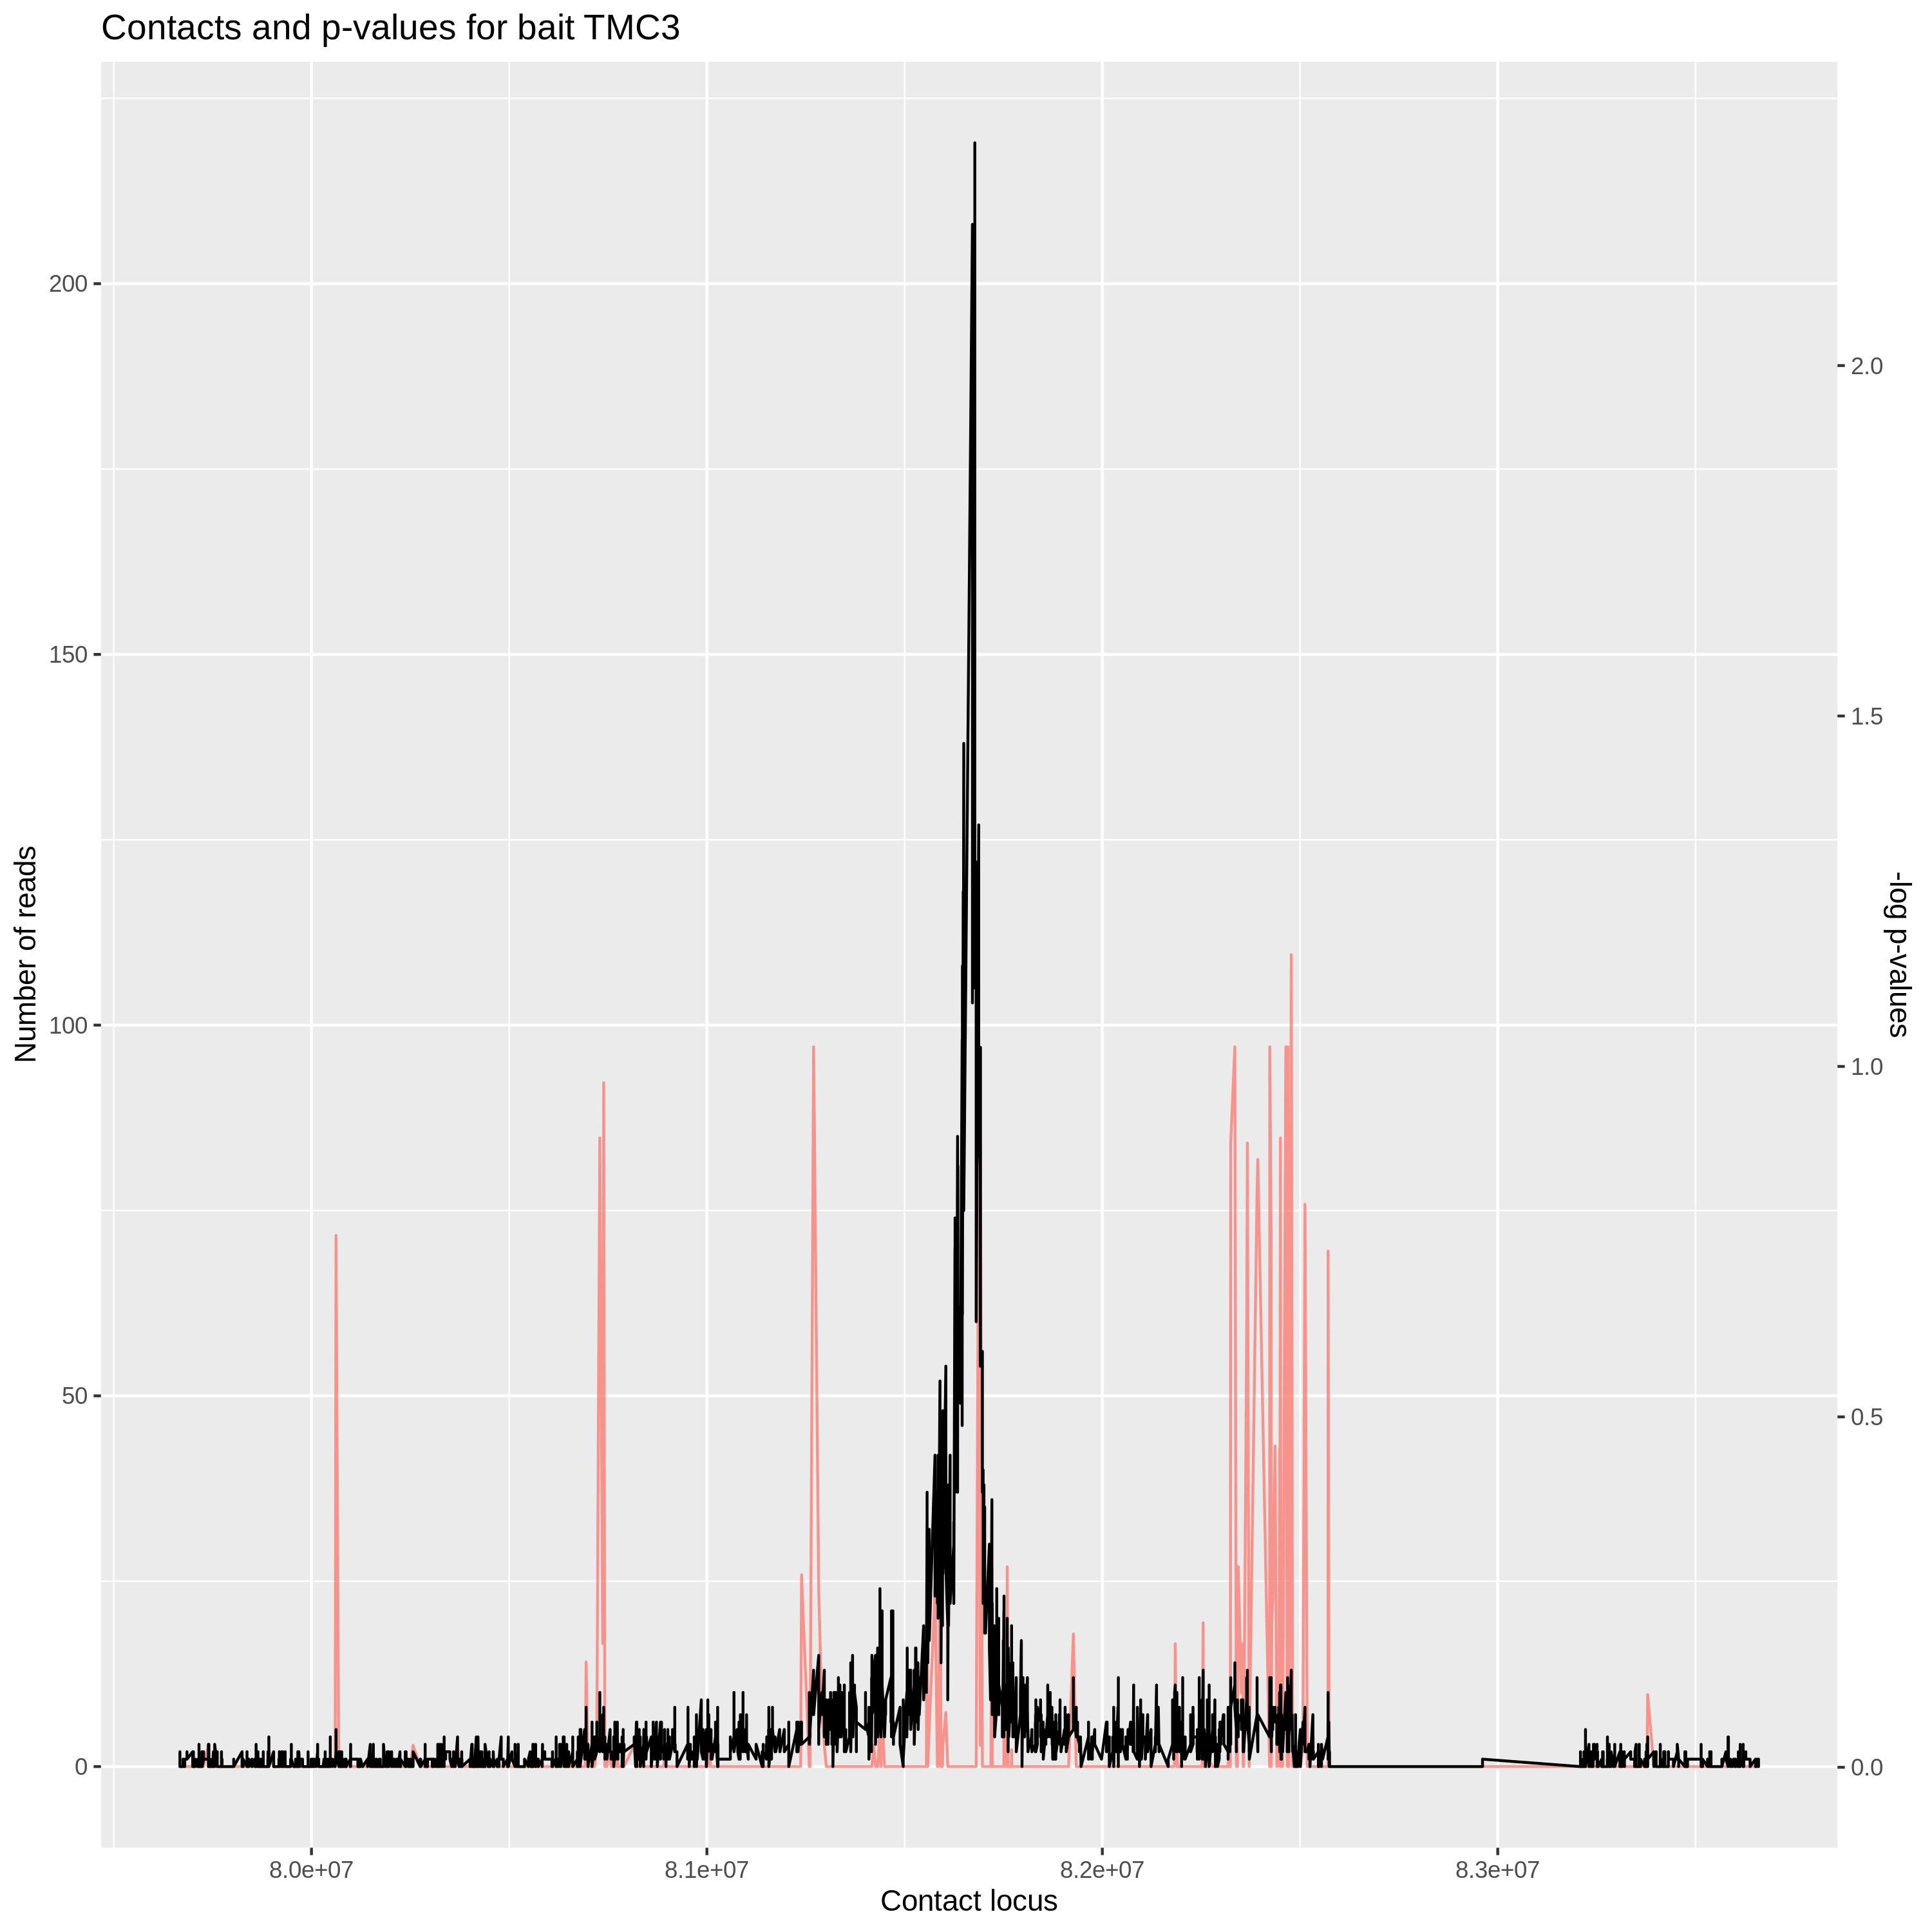 Contacts and p-values for bait TMC3
200
150
100
50
0
Number of reads
2.0
1.5
1.0
0.5
0.0
-log p-values
8.0e+07 8.1e+07 8.2e+07 8.3e+07
Contact locus